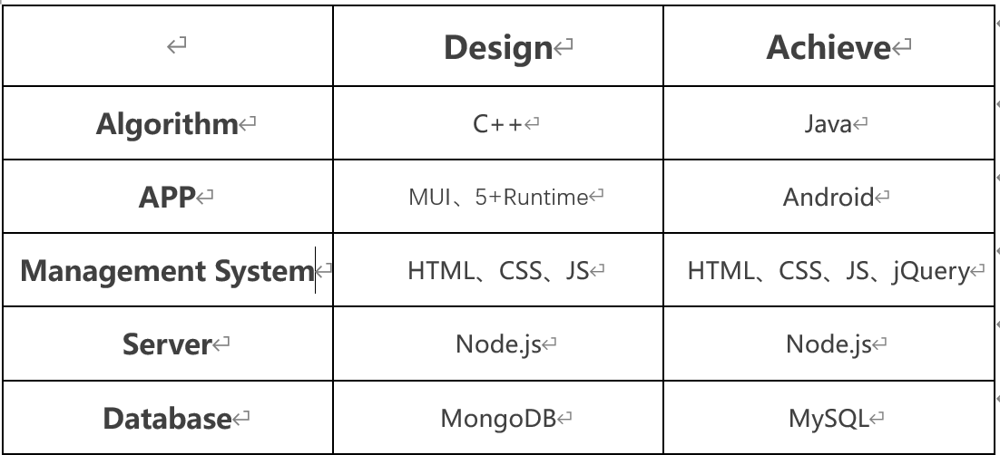 Design Achieve
Algorithm C++ Java
APP MUI、5+Runtime Android
Management System HTML、CSS、JS HTML、CSS、JS、jQuery
Server Node.js Node.js
Database MongoDB MySQL